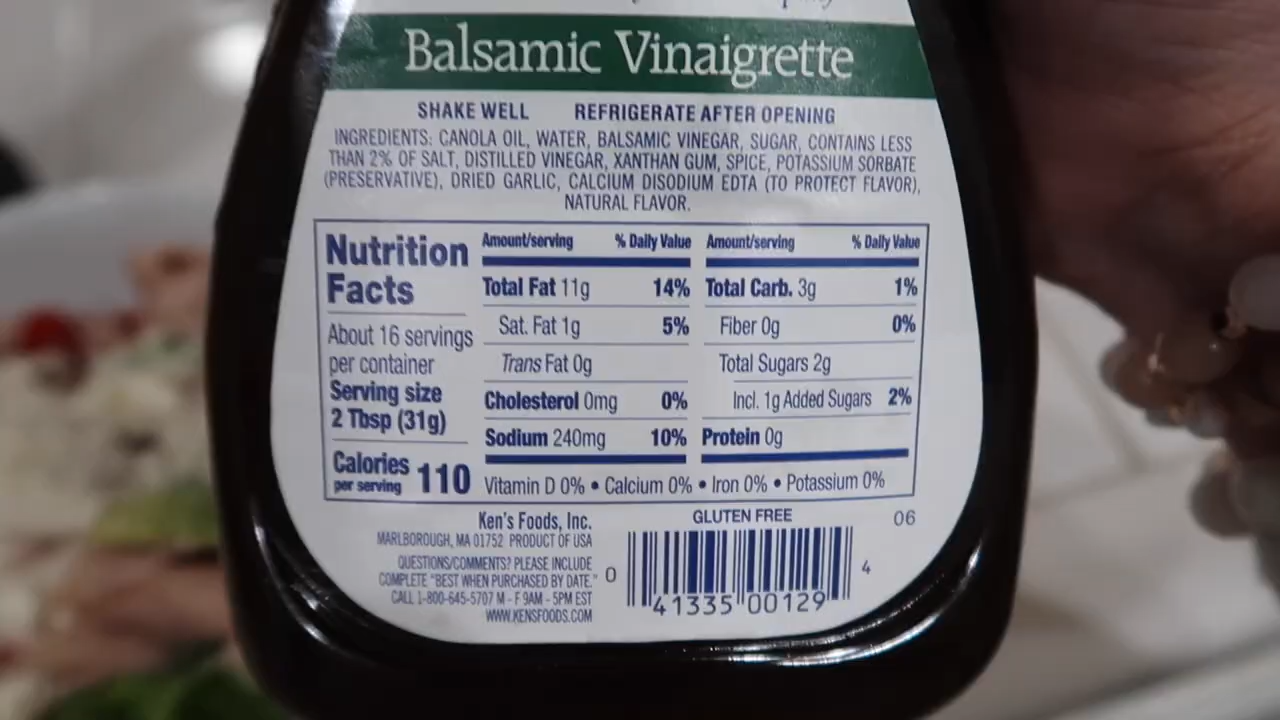 Balsamic Vinaigrette
SHAKE WELL REFRIGERATE AFTER OPENING
INGREDIENTS: CANOLA OIL, WATER, BALSAMIC VINEGAR, SUGAR, CONTAINS LESS
THAN 2% OF SALT, DISTILLED VINEGAR, XANTHAN GUM, SPICE, POTASSIUM SORBATE
(PRESERVATIVE), DRIED GARLIC, CALCIUM DISODIUM EDTA (TO PROTECT FLAVOR),
NATURAL FLAVOR.
Nutrition
Facts
About 16 servings
per container
Serving size
2 Tbsp (31g)
Calories
per serving 110
Amount/serving % Daily Value
Total Fat 11g 14%
Sat. Fat 1g 5%
Trans Fat 0g
Cholesterol 0mg 0%
Sodium 240mg 10%
Amount/serving % Daily Value
Total Carb. 3g 1%
Fiber 0g 0%
Total Sugars 2g
Incl. 1g Added Sugars 2%
Protein 0g
Vitamin D 0% • Calcium 0% • Iron 0% • Potassium 0%
Ken's Foods, Inc.
MARLBOROUGH, MA 01752 PRODUCT OF USA
QUESTIONS/COMMENTS? PLEASE INCLUDE
COMPLETE "BEST WHEN PURCHASED BY DATE."
CALL 1-800-645-5707 M - F 9AM - 5PM EST
WWW.KENSFOODS.COM
GLUTEN FREE 06
0 41335 00129 4